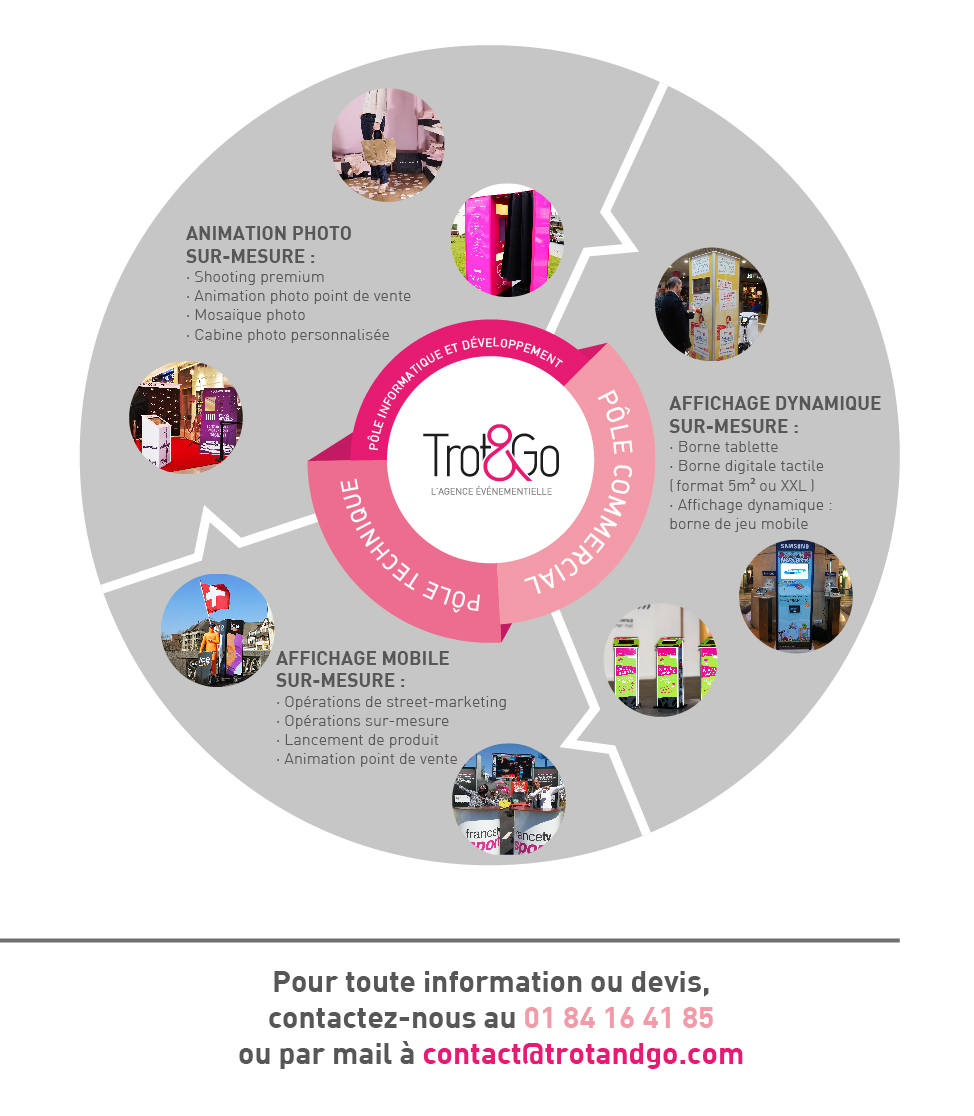 ANIMATION PHOTO
SUR-MESURE :
· Shooting premium
· Animation photo point de vente
· Mosaïque photo
· Cabine photo personnalisée
PÔLE INFORMATIQUE ET DÉVELOPPEMENT
PÔLE COMMERCIAL
PÔLE TECHNIQUE
Trot&Go
L'AGENCE ÉVÉNEMENTIELLE
AFFICHAGE DYNAMIQUE
SUR-MESURE :
· Borne tablette
· Borne digitale tactile
( format 5m² ou XXL )
· Affichage dynamique :
borne de jeu mobile
SAMSUNG
AFFICHAGE MOBILE
SUR-MESURE :
· Opérations de street-marketing
· Opérations sur-mesure
· Lancement de produit
· Animation point de vente
francetv
sport
Pour toute information ou devis,
contactez-nous au 01 84 16 41 85
ou par mail à contact@trotandgo.com